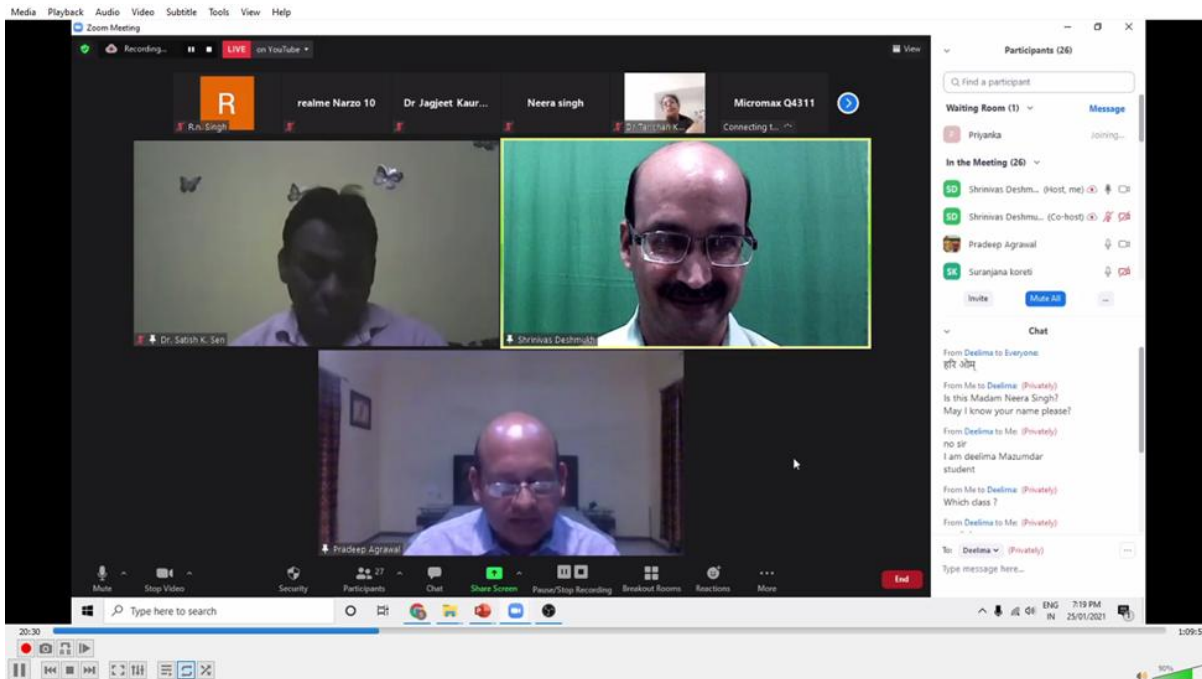 Media Playback Audio Video Subtitle Tools View Help
Zoom Meeting
Recording... LIVE on YouTube
View
R
R.n. Singh
realme Narzo 10
Dr Jagjeet Kaur...
Neera singh
Micromax Q4311
Connecting t...
Dr. Satish K. Sen
Shrinivas Deshmukh
Pradeep Agrawal
Mute
Stop Video
Security
Participants 27
Chat
Share Screen
Pause/Stop Recording
Breakout Rooms
Reactions
More
End
Participants (26)
Find a participant
Waiting Room (1) Message
P Priyanka Joining...
In the Meeting (26)
SD Shrinivas Deshm... (Host, me)
SD Shrinivas Deshmu... (Co-host)
Pradeep Agrawal
SK Suranjana koreti
Invite Mute All ...
Chat
From Deelima to Everyone:
हरि ओम्
From Me to Deelima: (Privately)
Is this Madam Neera Singh?
May I know your name please?
From Deelima to Me: (Privately)
no sir
I am deelima Mazumdar
student
From Me to Deelima: (Privately)
Which class ?
From Deelima to Me: (Privately)
To: Deelima (Privately)
Type message here...
Type here to search
ENG 7:19 PM
IN 25/01/2021
20:30
1:09:5
90%